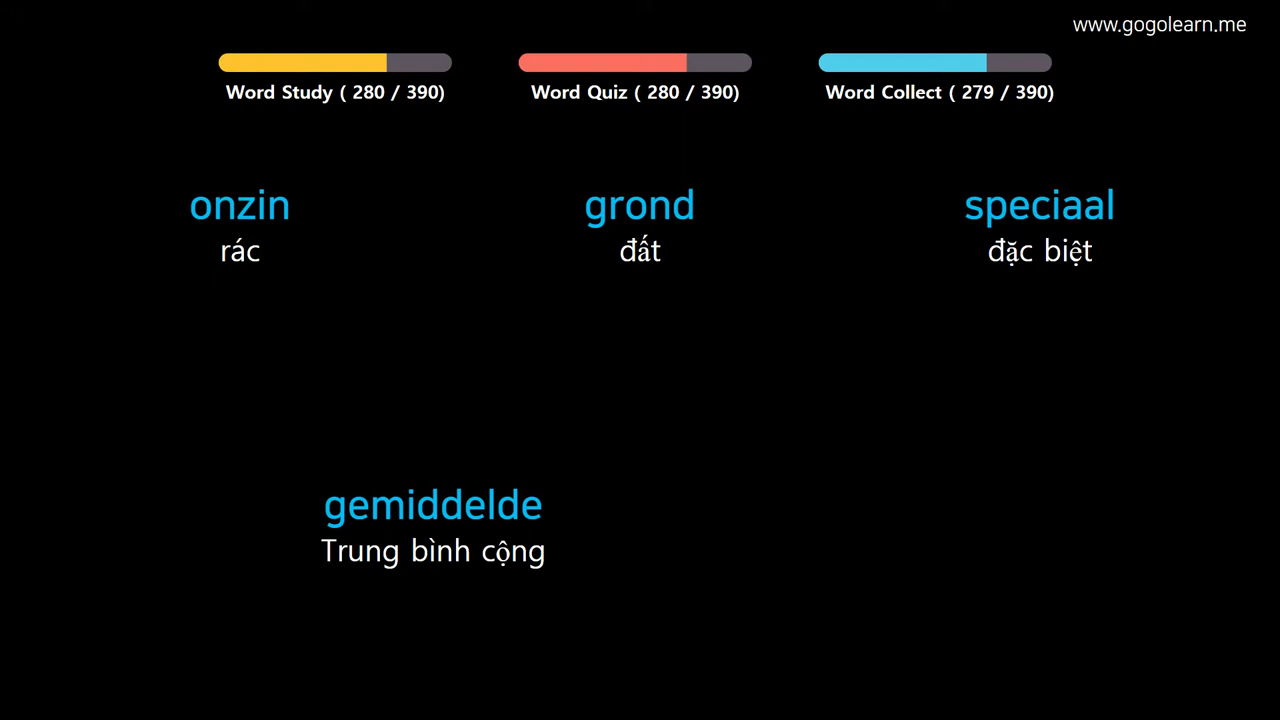 www.gogolearn.me
Word Study ( 280 / 390)
Word Quiz ( 280 / 390)
Word Collect ( 279 / 390)
onzin
rác
grond
đất
speciaal
đặc biệt
gemiddelde
Trung bình cộng